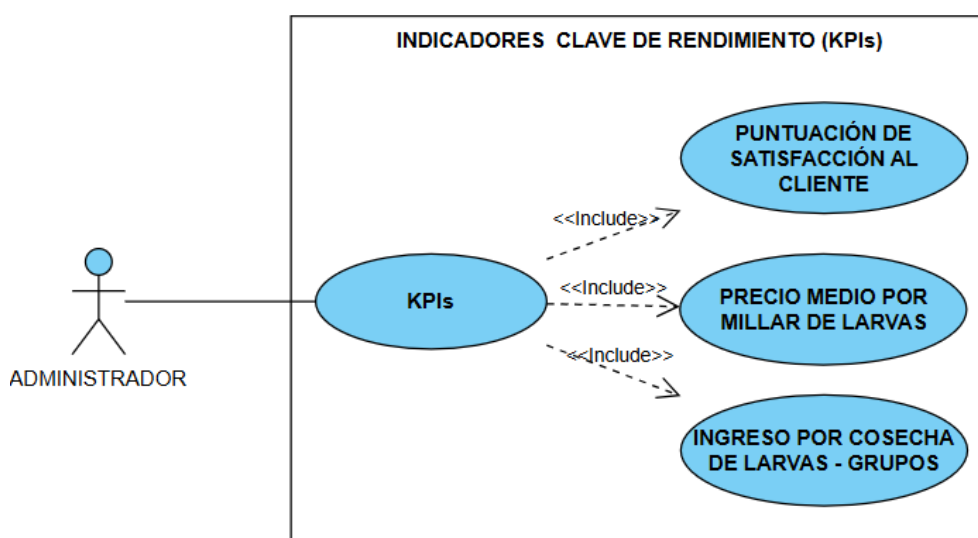 INDICADORES CLAVE DE RENDIMIENTO (KPIs)
PUNTUACIÓN DE
SATISFACCIÓN AL
CLIENTE
<<Include>>
<<Include>>
KPIs
PRECIO MEDIO POR
MILLAR DE LARVAS
<<Include>>
ADMINISTRADOR
INGRESO POR COSECHA
DE LARVAS - GRUPOS